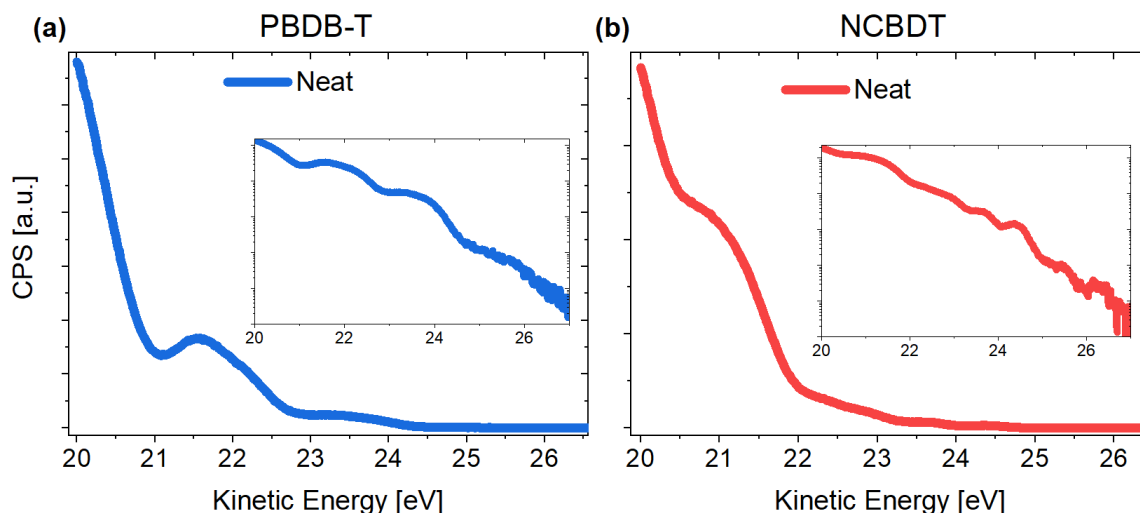 (a) PBDB-T
Neat
20 22 24 26
20 21 22 23 24 25 26
Kinetic Energy [eV]
CPS [a.u.]
(b) NCBDT
Neat
20 22 24 26
20 21 22 23 24 25 26
Kinetic Energy [eV]